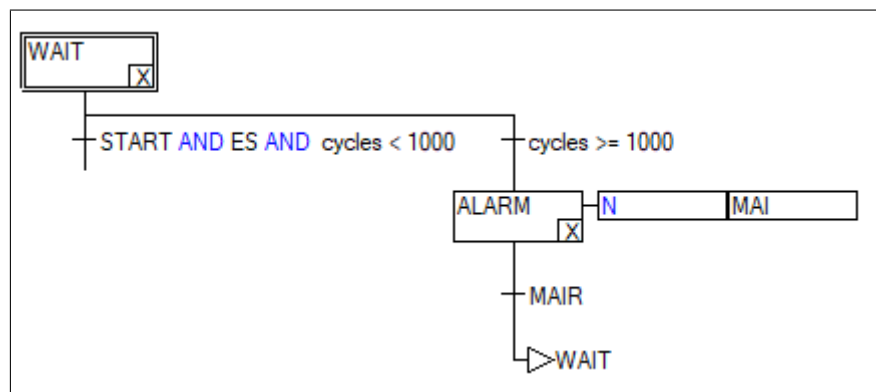 WAIT
X
START AND ES AND cycles < 1000
cycles >= 1000
ALARM
X
N
MAI
MAIR
WAIT